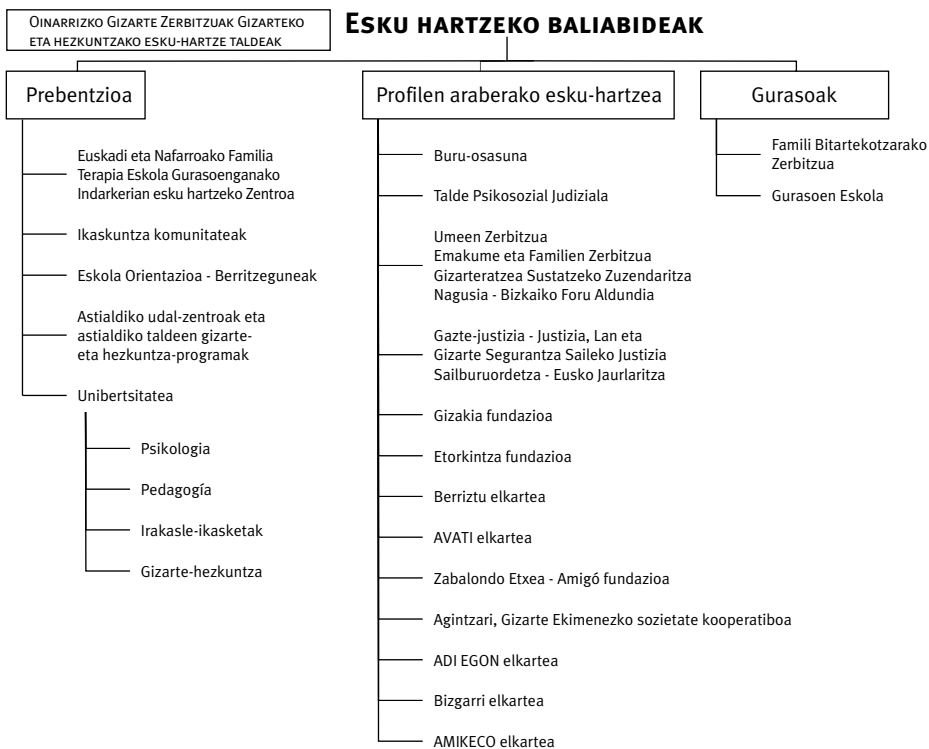 OINARRIZKO GIZARTE ZERBITZUAK GIZARTEKO
ETA HEZKUNTZAKO ESKU-HARTZE TALDEAK
ESKU HARTZEKO BALIABIDEAK
Prebentzioa
Euskadi eta Nafarroako Familia
Terapia Eskola Gurasoenganako
Indarkerian esku hartzeko Zentroa
Ikaskuntza komunitateak
Eskola Orientazioa - Berritzeguneak
Astialdiko udal-zentroak eta
astialdiko taldeen gizarte-
eta hezkuntza-programak
Unibertsitatea
Psikologia
Pedagogía
Irakasle-ikasketak
Gizarte-hezkuntza
Profilen araberako esku-hartzea
Buru-osasuna
Talde Psikosozial Judiziala
Umeen Zerbitzua
Emakume eta Familien Zerbitzua
Gizarteratzea Sustatzeko Zuzendaritza
Nagusia - Bizkaiko Foru Aldundia
Gazte-justizia - Justizia, Lan eta
Gizarte Segurantza Saileko Justizia
Sailburuordetza - Eusko Jaurlaritza
Gizakia fundazioa
Etorkintza fundazioa
Berriztu elkartea
AVATI elkartea
Zabalondo Etxea - Amigó fundazioa
Agintzari, Gizarte Ekimenezko sozietate kooperatiboa
ADI EGON elkartea
Bizgarri elkartea
AMIKECO elkartea
Gurasoak
Famili Bitartekotzarako
Zerbitzua
Gurasoen Eskola